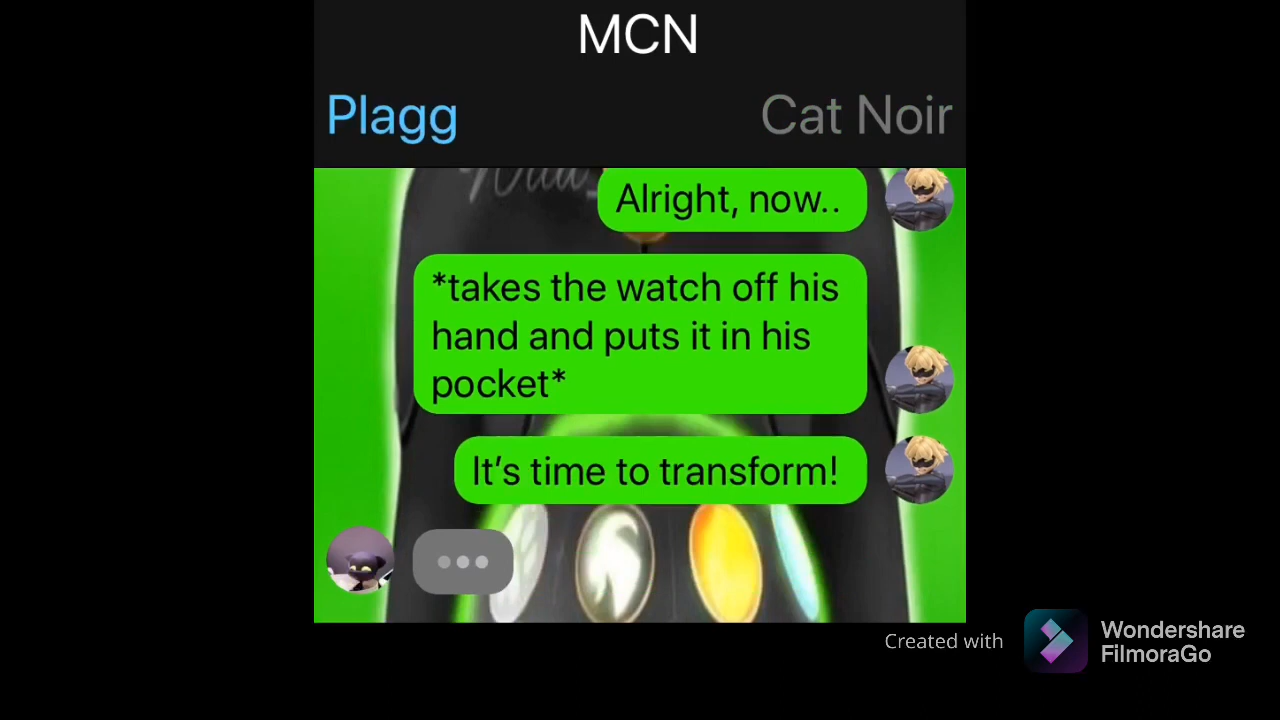 MCN
Plagg
Cat Noir
Alright, now..
*takes the watch off his
hand and puts it in his
pocket*
It's time to transform!
Created with
Wondershare
FilmoraGo